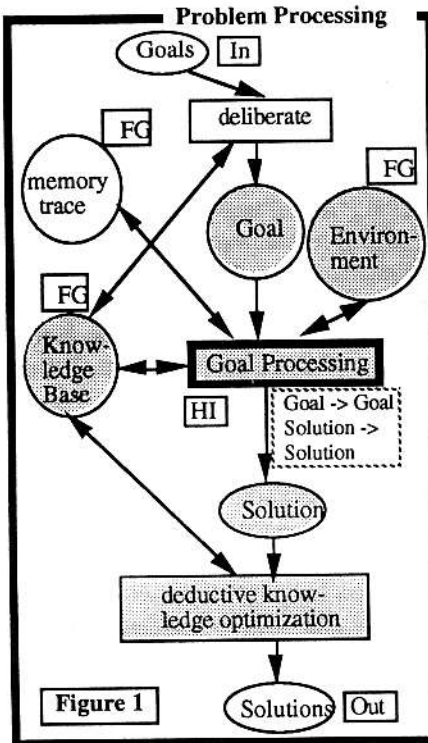 Problem Processing
Goals
In
deliberate
FG
memory
trace
Goal
FG
Environ-
ment
FG
Know-
ledge
Base
Goal Processing
HI
Goal -> Goal
Solution ->
Solution
Solution
deductive know-
ledge optimization
Figure 1
Solutions
Out